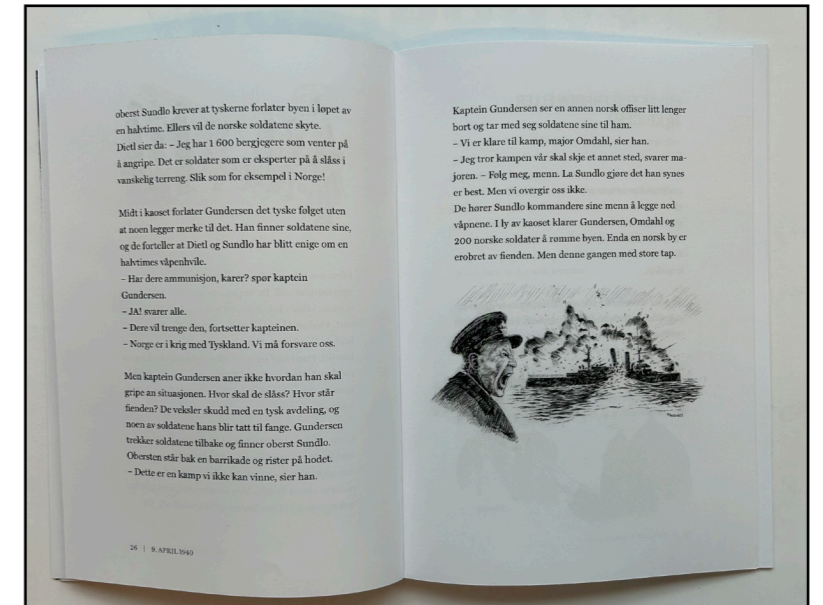 oberst Sundlo krever at tyskerne forlater byen i løpet av
en halvtime. Ellers vil de norske soldatene skyte.
Dietl sier da: – Jeg har 1 600 bergjegere som venter på
å angripe. Det er soldater som er eksperter på å slåss i
vanskelig terreng. Slik som for eksempel i Norge!
Midt i kaoset forlater Gundersen det tyske følget uten
at noen legger merke til det. Han finner soldatene sine,
og de forteller at Dietl og Sundlo har blitt enige om en
halvtimes våpenhvile.
– Har dere ammunisjon, karer? spør kaptein
Gundersen.
– JA! svarer alle.
– Dere vil trenge den, fortsetter kapteinen.
– Norge er i krig med Tyskland. Vi må forsvare oss.
Men kaptein Gundersen aner ikke hvordan han skal
gripe an situasjonen. Hvor skal de slåss? Hvor står
fienden? De veksler skudd med en tysk avdeling, og
noen av soldatene hans blir tatt til fange. Gundersen
trekker soldatene tilbake og finner oberst Sundlo.
Obersten står bak en barrikade og rister på hodet.
– Dette er en kamp vi ikke kan vinne, sier han.
28 | 9. APRIL 1940
Kaptein Gundersen ser en annen norsk offiser litt lenger
bort og tar med seg soldatene sine til ham.
– Vi er klare til kamp, major Omdahl, sier han.
– Jeg tror kampen vår skal skje et annet sted, svarer ma-
joren. – Følg meg, menn. La Sundlo gjøre det han synes
er best. Men vi overgir oss ikke.
De hører Sundlo kommandere sine menn å legge ned
våpnene. I ly av kaoset klarer Gundersen, Omdahl og
200 norske soldater å rømme byen. Enda en norsk by er
erobret av fienden. Men denne gangen med store tap.